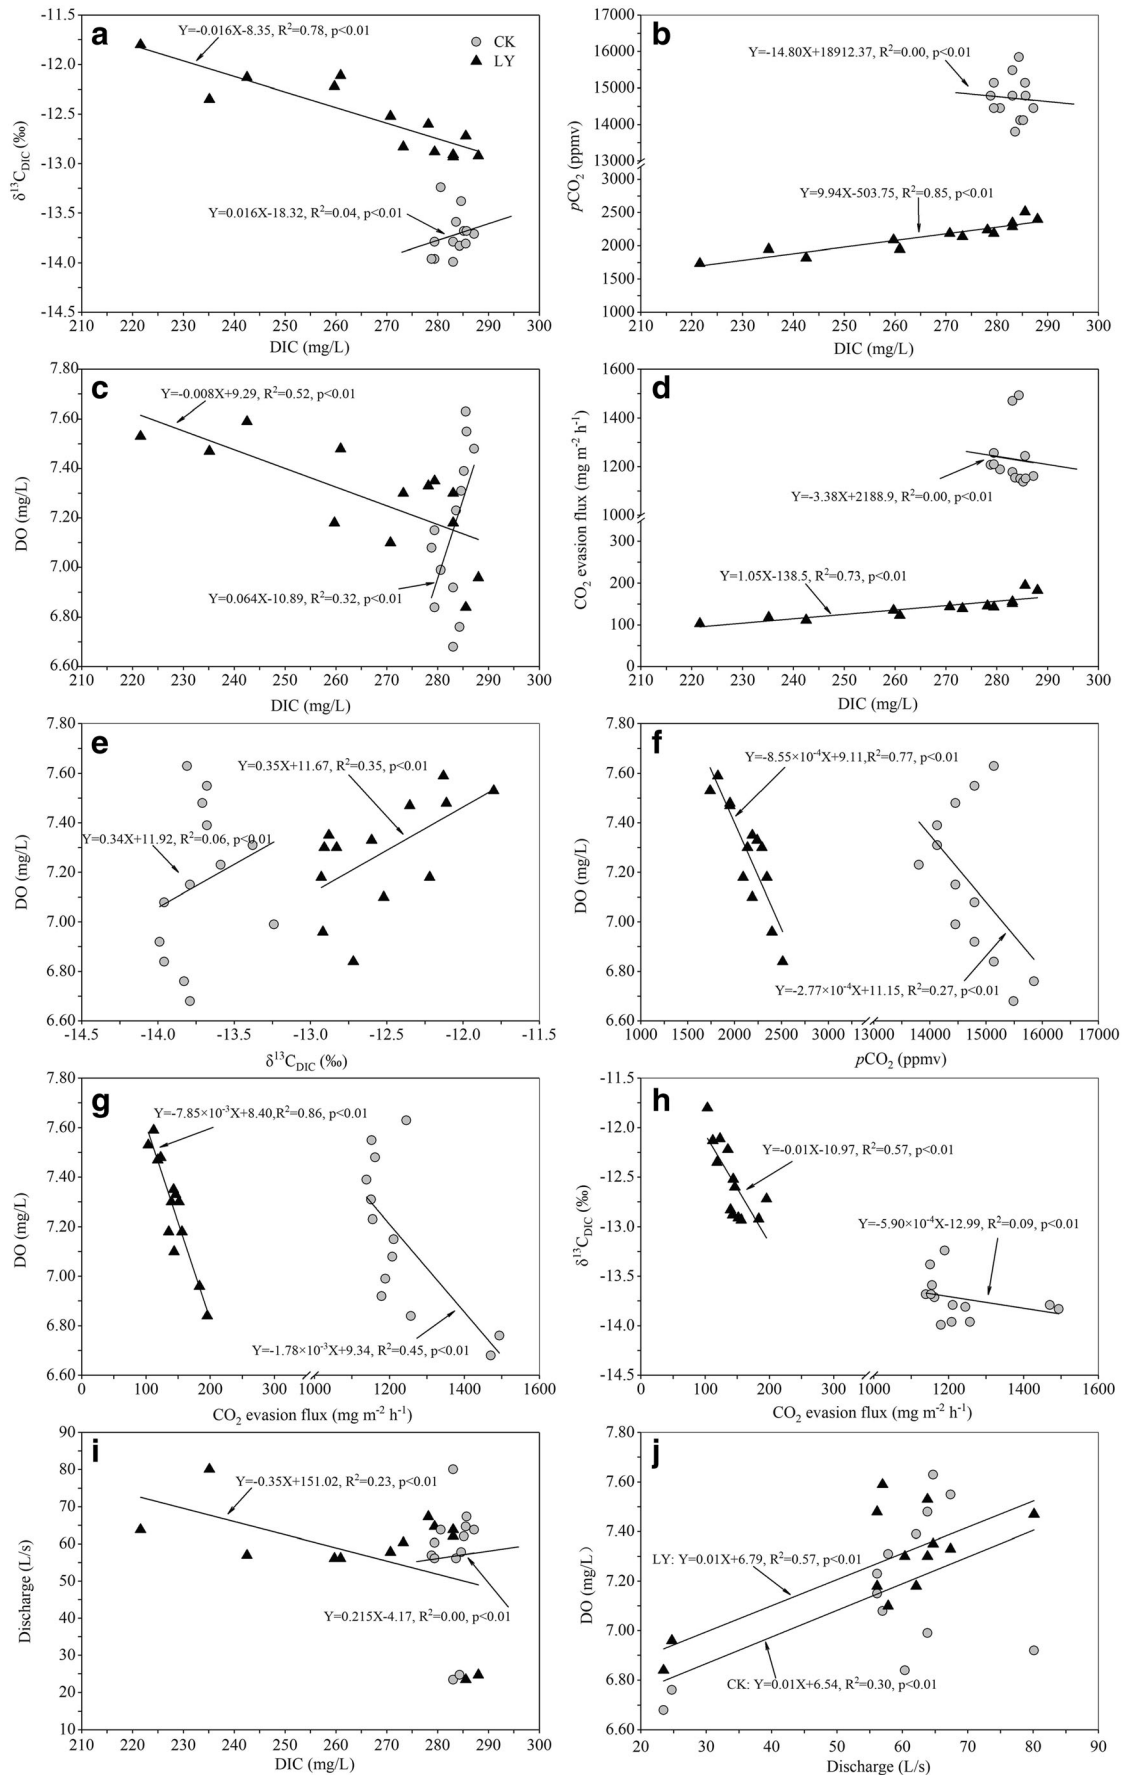 a
Y=-0.016X-8.35, R²=0.78, p<0.01
CK
LY
Y=0.016X-18.32, R²=0.04, p<0.01
-11.5
-12.0
-12.5
-13.0
-13.5
-14.0
-14.5
δ¹³C_DIC (‰)
210 220 230 240 250 260 270 280 290 300
DIC (mg/L)
b
Y=-14.80X+18912.37, R²=0.00, p<0.01
Y=9.94X-503.75, R²=0.85, p<0.01
17000
16000
15000
14000
13000
3000
2500
2000
1500
1000
pCO₂ (ppmv)
210 220 230 240 250 260 270 280 290 300
DIC (mg/L)
c
Y=-0.008X+9.29, R²=0.52, p<0.01
Y=0.064X-10.89, R²=0.32, p<0.01
7.80
7.60
7.40
7.20
7.00
6.80
6.60
DO (mg/L)
210 220 230 240 250 260 270 280 290 300
DIC (mg/L)
d
Y=-3.38X+2188.9, R²=0.00, p<0.01
Y=1.05X-138.5, R²=0.73, p<0.01
1600
1400
1200
1000
300
200
100
0
CO₂ evasion flux (mg m⁻² h⁻¹)
210 220 230 240 250 260 270 280 290 300
DIC (mg/L)
e
Y=0.35X+11.67, R²=0.35, p<0.01
Y=0.34X+11.92, R²=0.06, p<0.01
7.80
7.60
7.40
7.20
7.00
6.80
6.60
DO (mg/L)
-14.5 -14.0 -13.5 -13.0 -12.5 -12.0 -11.5
δ¹³C_DIC (‰)
f
Y=-8.55×10⁻⁴X+9.11,R²=0.77, p<0.01
Y=-2.77×10⁻⁴X+11.15, R²=0.27, p<0.01
7.80
7.60
7.40
7.20
7.00
6.80
6.60
DO (mg/L)
1000 1500 2000 2500 3000 13000 14000 15000 16000 17000
pCO₂ (ppmv)
g
Y=-7.85×10⁻³X+8.40,R²=0.86, p<0.01
Y=-1.78×10⁻³X+9.34, R²=0.45, p<0.01
7.80
7.60
7.40
7.20
7.00
6.80
6.60
DO (mg/L)
0 100 200 300 1000 1200 1400 1600
CO₂ evasion flux (mg m⁻² h⁻¹)
h
Y=-0.01X-10.97, R²=0.57, p<0.01
Y=-5.90×10⁻⁴X-12.99, R²=0.09, p<0.01
-11.5
-12.0
-12.5
-13.0
-13.5
-14.0
-14.5
δ¹³C_DIC (‰)
0 100 200 300 1000 1200 1400 1600
CO₂ evasion flux (mg m⁻² h⁻¹)
i
Y=-0.35X+151.02, R²=0.23, p<0.01
Y=0.215X-4.17, R²=0.00, p<0.01
90
80
70
60
50
40
30
20
10
Discharge (L/s)
210 220 230 240 250 260 270 280 290 300
DIC (mg/L)
j
LY: Y=0.01X+6.79, R²=0.57, p<0.01
CK: Y=0.01X+6.54, R²=0.30, p<0.01
7.80
7.60
7.40
7.20
7.00
6.80
6.60
DO (mg/L )
20 30 40 50 60 70 80 90
Discharge (L/s)